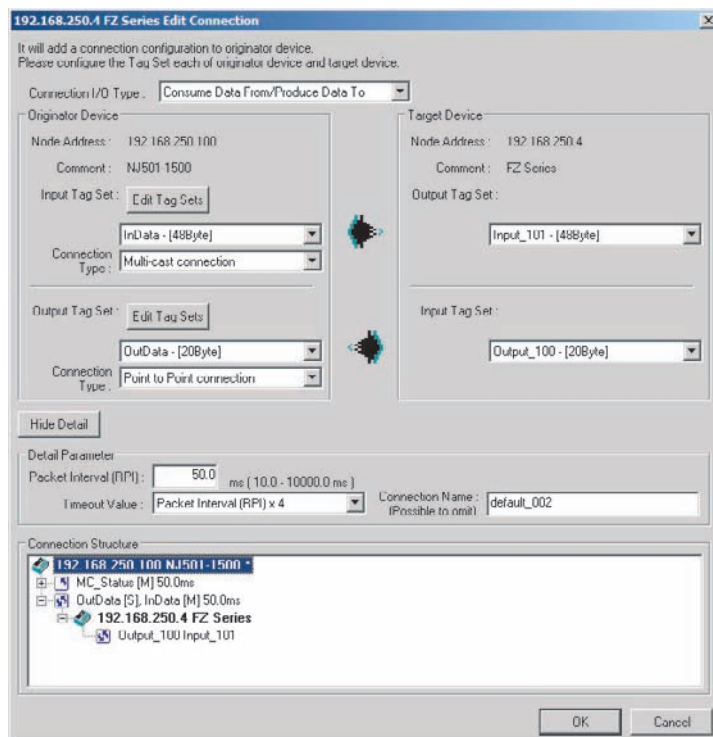 192.168.250.4 FZ Series Edit Connection
It will add a connection configuration to originator device.
Please configure the Tag Set each of originator device and target device.
Connection I/O Type : Consume Data From/Produce Data To
Originator Device
Node Address : 192.168.250.100
Comment : NJ501-1500
Input Tag Set : Edit Tag Sets
InData - [48Byte]
Connection Type : Multi-cast connection
Output Tag Set : Edit Tag Sets
OutData - [20Byte]
Connection Type : Point to Point connection
Target Device
Node Address : 192.168.250.4
Comment : FZ Series
Output Tag Set :
Input_101 - [48Byte]
Input Tag Set :
Output_100 - [20Byte]
Hide Detail
Detail Parameter
Packet Interval (RPI) : 50.0 ms ( 10.0 - 10000.0 ms )
Timeout Value : Packet Interval (RPI) x 4
Connection Name : default_002
(Possible to omit)
Connection Structure
192.168.250.100 NJ501-1500 *
MC_Status [M] 50.0ms
OutData [S], InData [M] 50.0ms
192.168.250.4 FZ Series
Output_100 Input_101
OK
Cancel